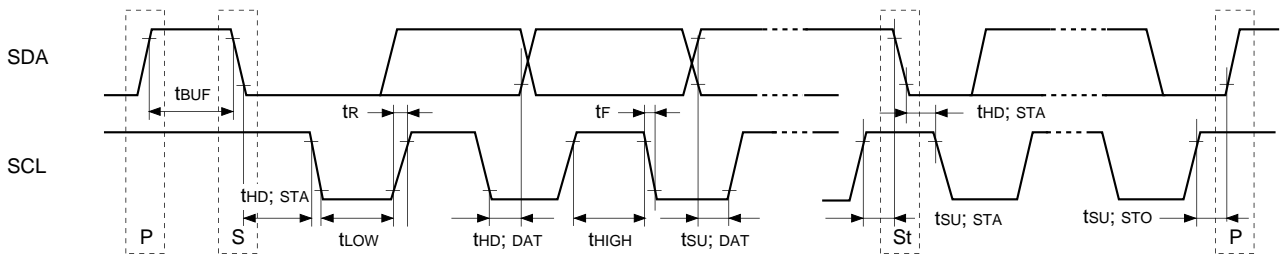 SDA
tBUF
tR
tF
tHD; STA
SCL
tHD; STA
tLOW
tHD; DAT
tHIGH
tSU; DAT
tSU; STA
tSU; STO
P
S
St
P